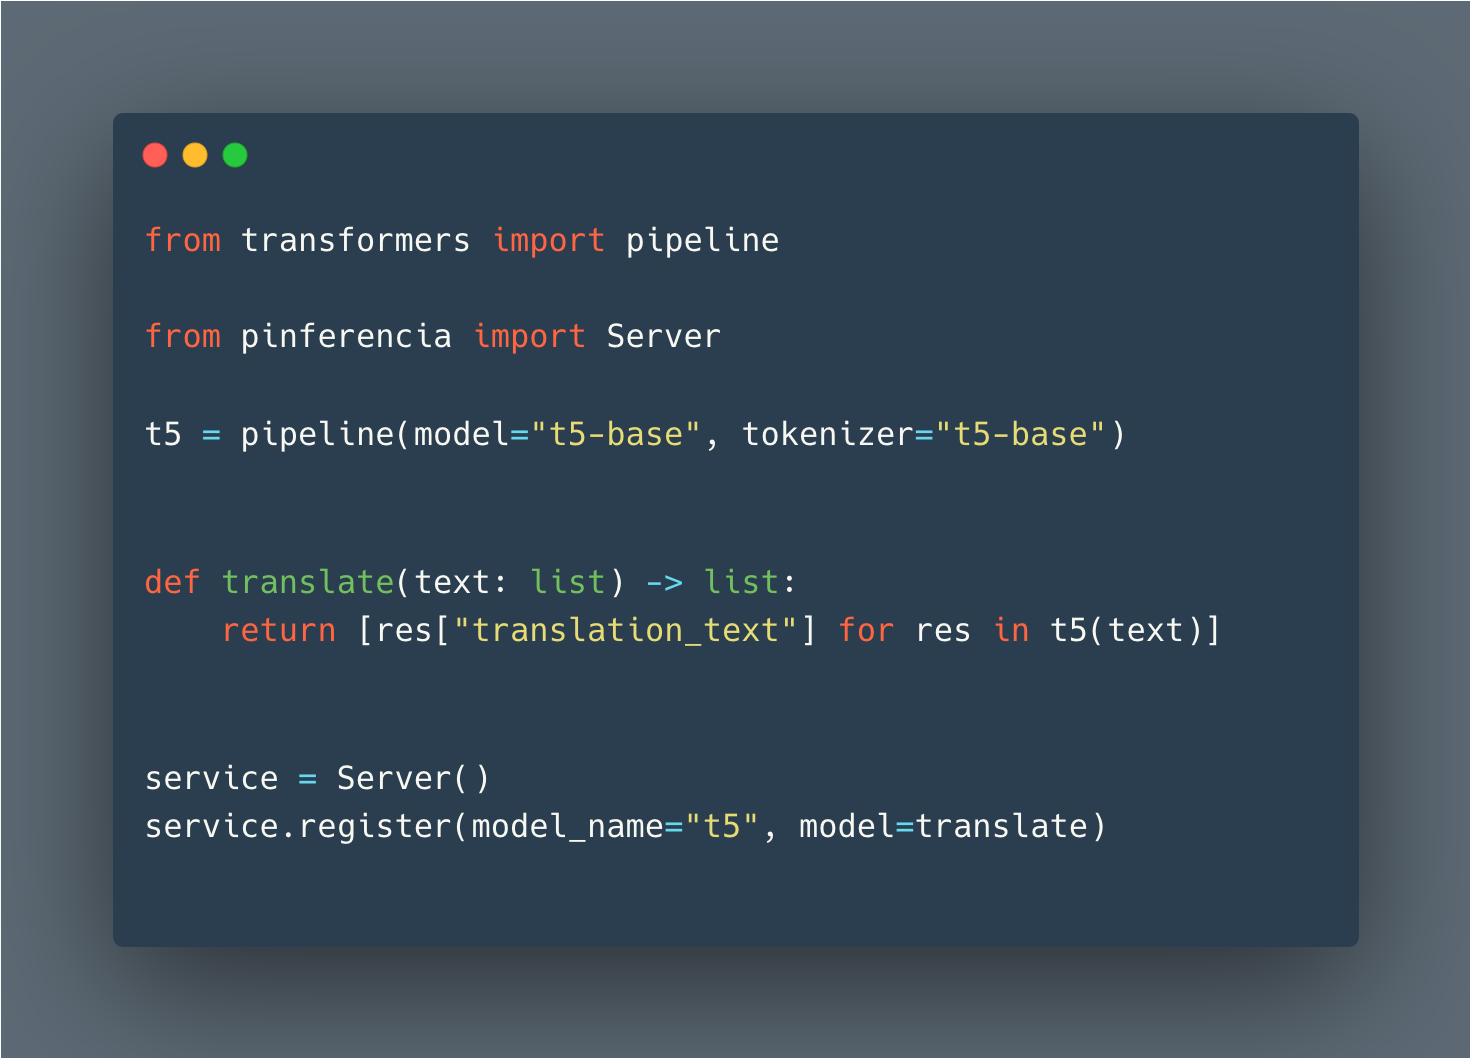 from transformers import pipeline
from pinferencia import Server
t5 = pipeline(model="t5-base", tokenizer="t5-base")
def translate(text: list) -> list:
    return [res["translation_text"] for res in t5(text)]
service = Server()
service.register(model_name="t5", model=translate)